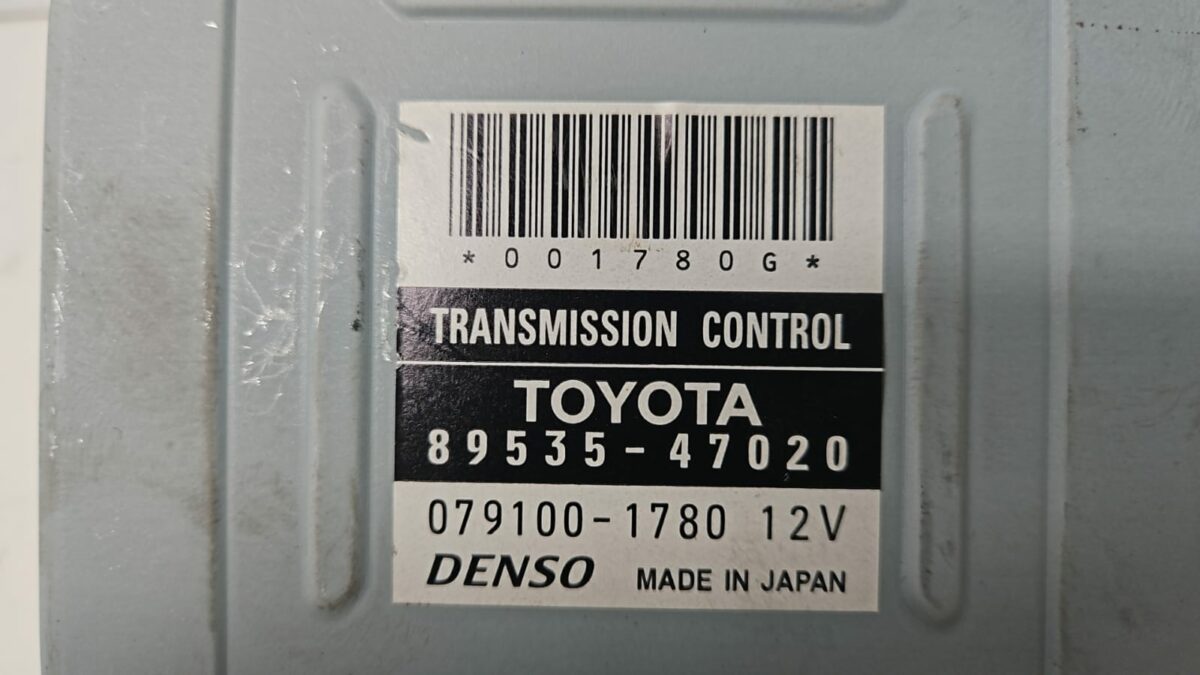 *001780G*
TRANSMISSION CONTROL
TOYOTA
89535-47020
079100-1780 12V
DENSO MADE IN JAPAN